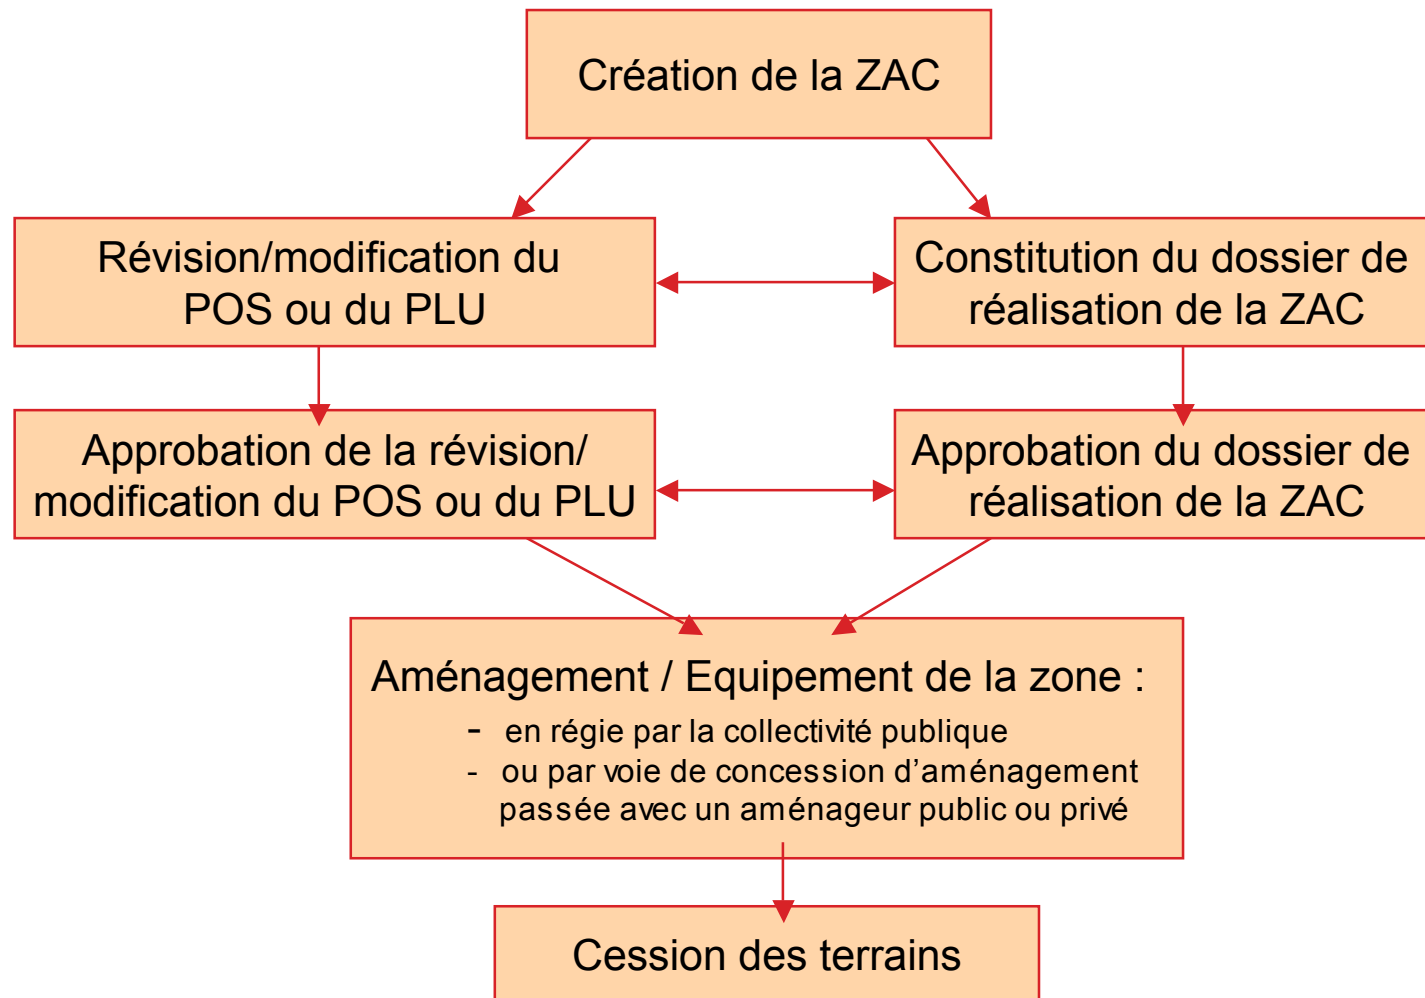 Création de la ZAC
Révision/modification du
POS ou du PLU
Constitution du dossier de
réalisation de la ZAC
Approbation de la révision/
modification du POS ou du PLU
Approbation du dossier de
réalisation de la ZAC
Aménagement / Equipement de la zone :
- en régie par la collectivité publique
- ou par voie de concession d’aménagement
passée avec un aménageur public ou privé
Cession des terrains